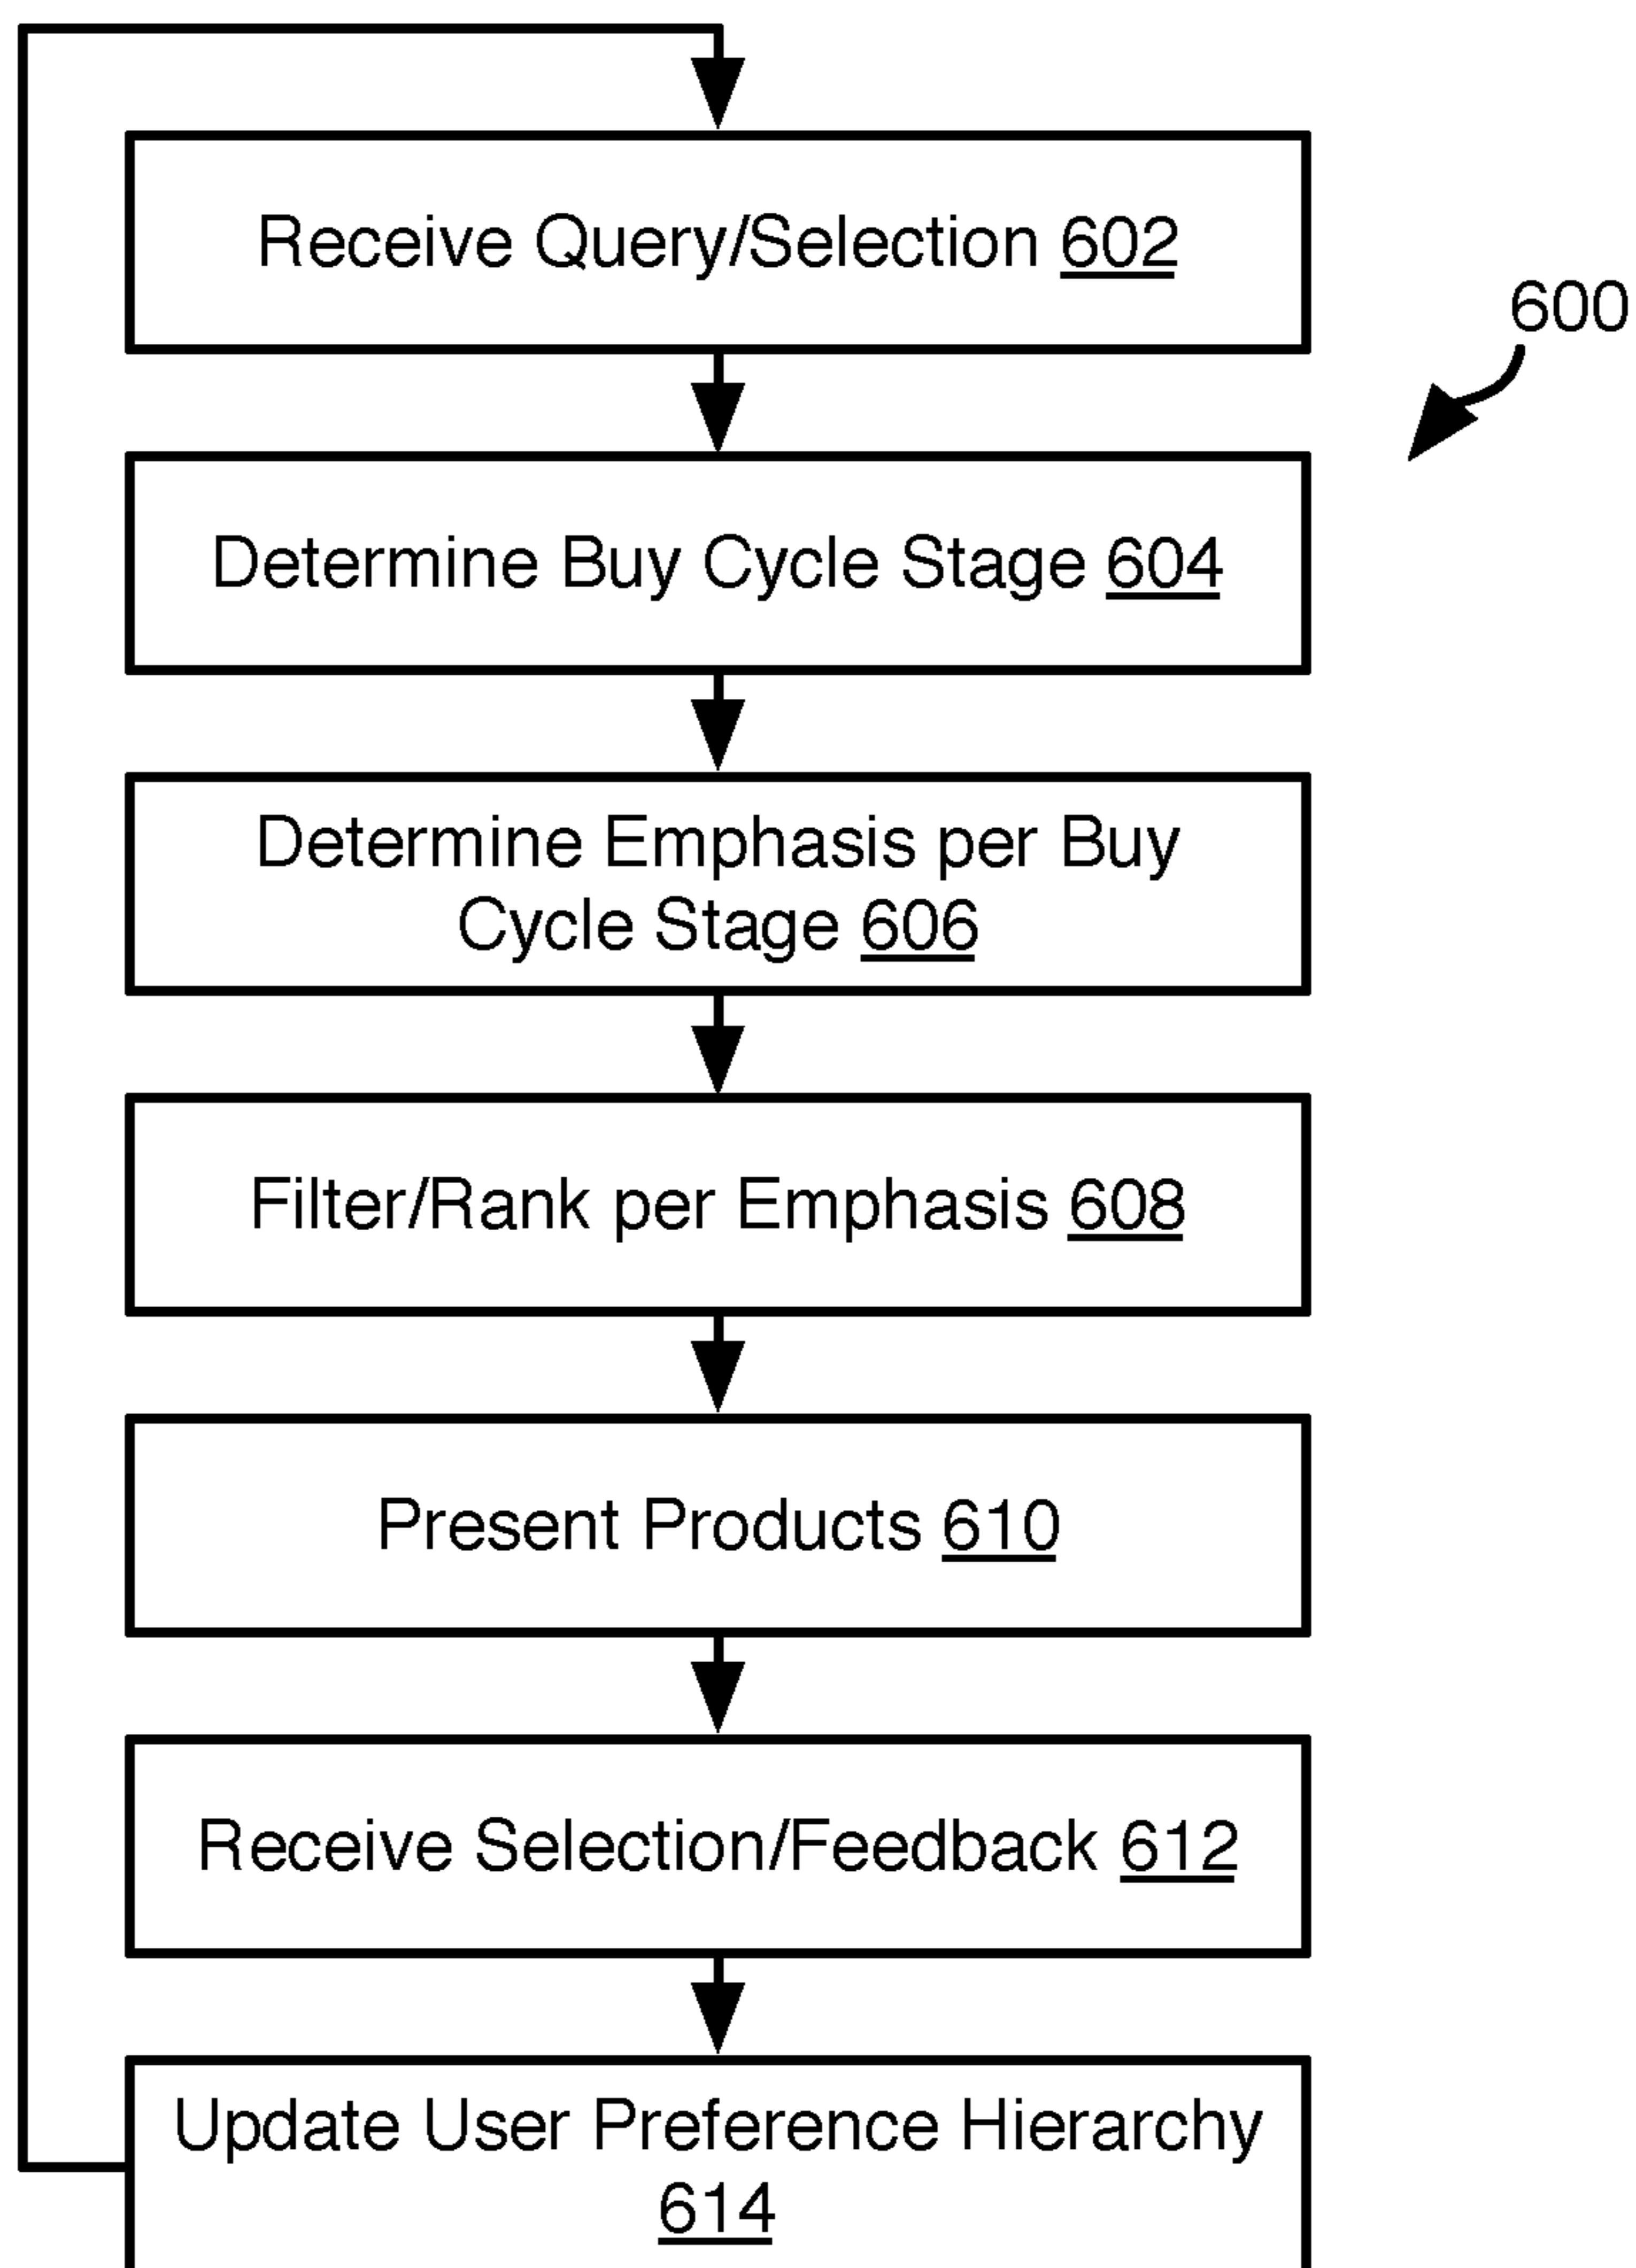 Receive Query/Selection 602
600
Determine Buy Cycle Stage 604
Determine Emphasis per Buy
Cycle Stage 606
Filter/Rank per Emphasis 608
Present Products 610
Receive Selection/Feedback 612
Update User Preference Hierarchy
614